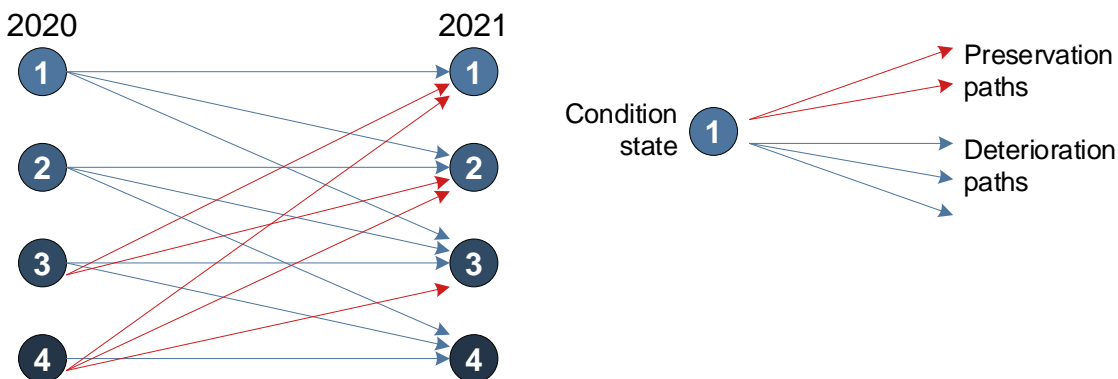 2020
2021
1
1
2
2
3
3
4
4
Condition
state
1
Preservation
paths
Deterioration
paths